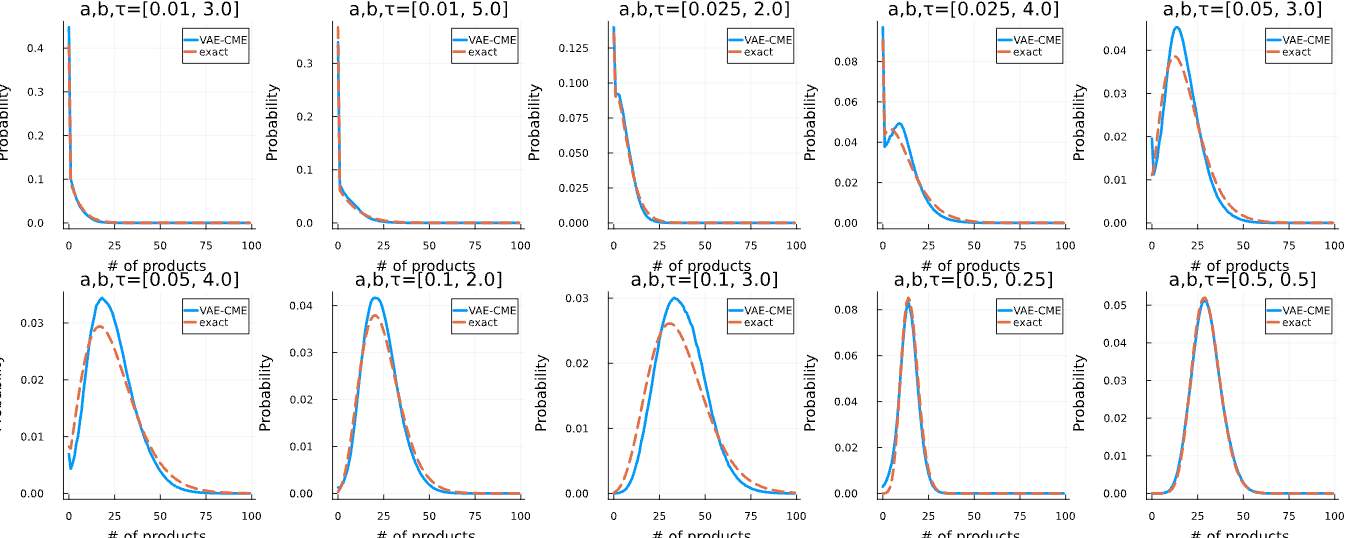 a,b,τ=[0.01, 3.0]
Probability
0.4
0.3
0.2
0.1
0.0
VAE-CME
exact
0 25 50 75 100
# of products
a,b,τ=[0.01, 5.0]
Probability
0.3
0.2
0.1
0.0
VAE-CME
exact
0 25 50 75 100
# of products
a,b,τ=[0.025, 2.0]
Probability
0.125
0.100
0.075
0.050
0.025
0.000
VAE-CME
exact
0 25 50 75 100
# of products
a,b,τ=[0.025, 4.0]
Probability
0.08
0.06
0.04
0.02
0.00
VAE-CME
exact
0 25 50 75 100
# of products
a,b,τ=[0.05, 3.0]
Probability
0.04
0.03
0.02
0.01
0.00
VAE-CME
exact
0 25 50 75 100
# of products
a,b,τ=[0.05, 4.0]
Probability
0.03
0.02
0.01
0.00
VAE-CME
exact
0 25 50 75 100
# of products
a,b,τ=[0.1, 2.0]
Probability
0.04
0.03
0.02
0.01
0.00
VAE-CME
exact
0 25 50 75 100
# of products
a,b,τ=[0.1, 3.0]
Probability
0.03
0.02
0.01
0.00
VAE-CME
exact
0 25 50 75 100
# of products
a,b,τ=[0.5, 0.25]
Probability
0.08
0.06
0.04
0.02
0.00
VAE-CME
exact
0 25 50 75 100
# of products
a,b,τ=[0.5, 0.5]
Probability
0.05
0.04
0.03
0.02
0.01
0.00
VAE-CME
exact
0 25 50 75 100
# of products